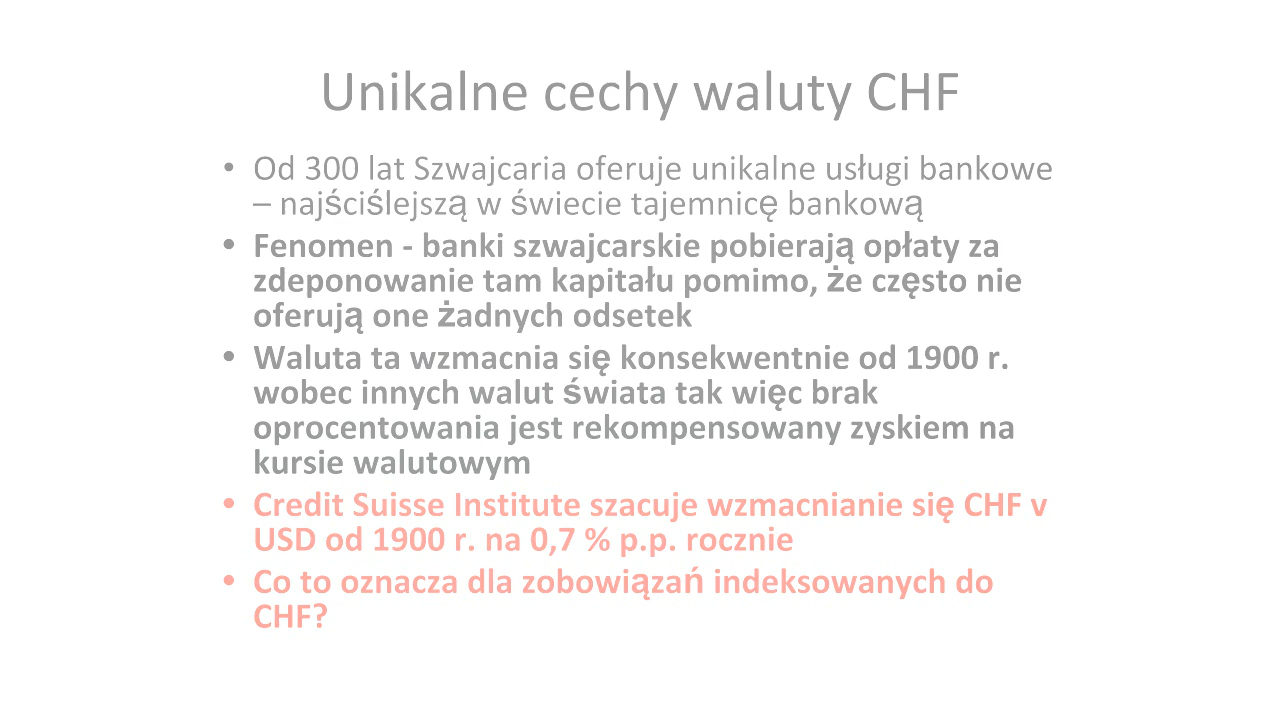 Unikalne cechy waluty CHF
• Od 300 lat Szwajcaria oferuje unikalne usługi bankowe
– najściślejszą w świecie tajemnicę bankową
• Fenomen - banki szwajcarskie pobierają opłaty za
zdeponowanie tam kapitału pomimo, że często nie
oferują one żadnych odsetek
• Waluta ta wzmacnia się konsekwentnie od 1900 r.
wobec innych walut świata tak więc brak
oprocentowania jest rekompensowany zyskiem na
kursie walutowym
• Credit Suisse Institute szacuje wzmacnianie się CHF v
USD od 1900 r. na 0,7 % p.p. rocznie
• Co to oznacza dla zobowiązań indeksowanych do
CHF?